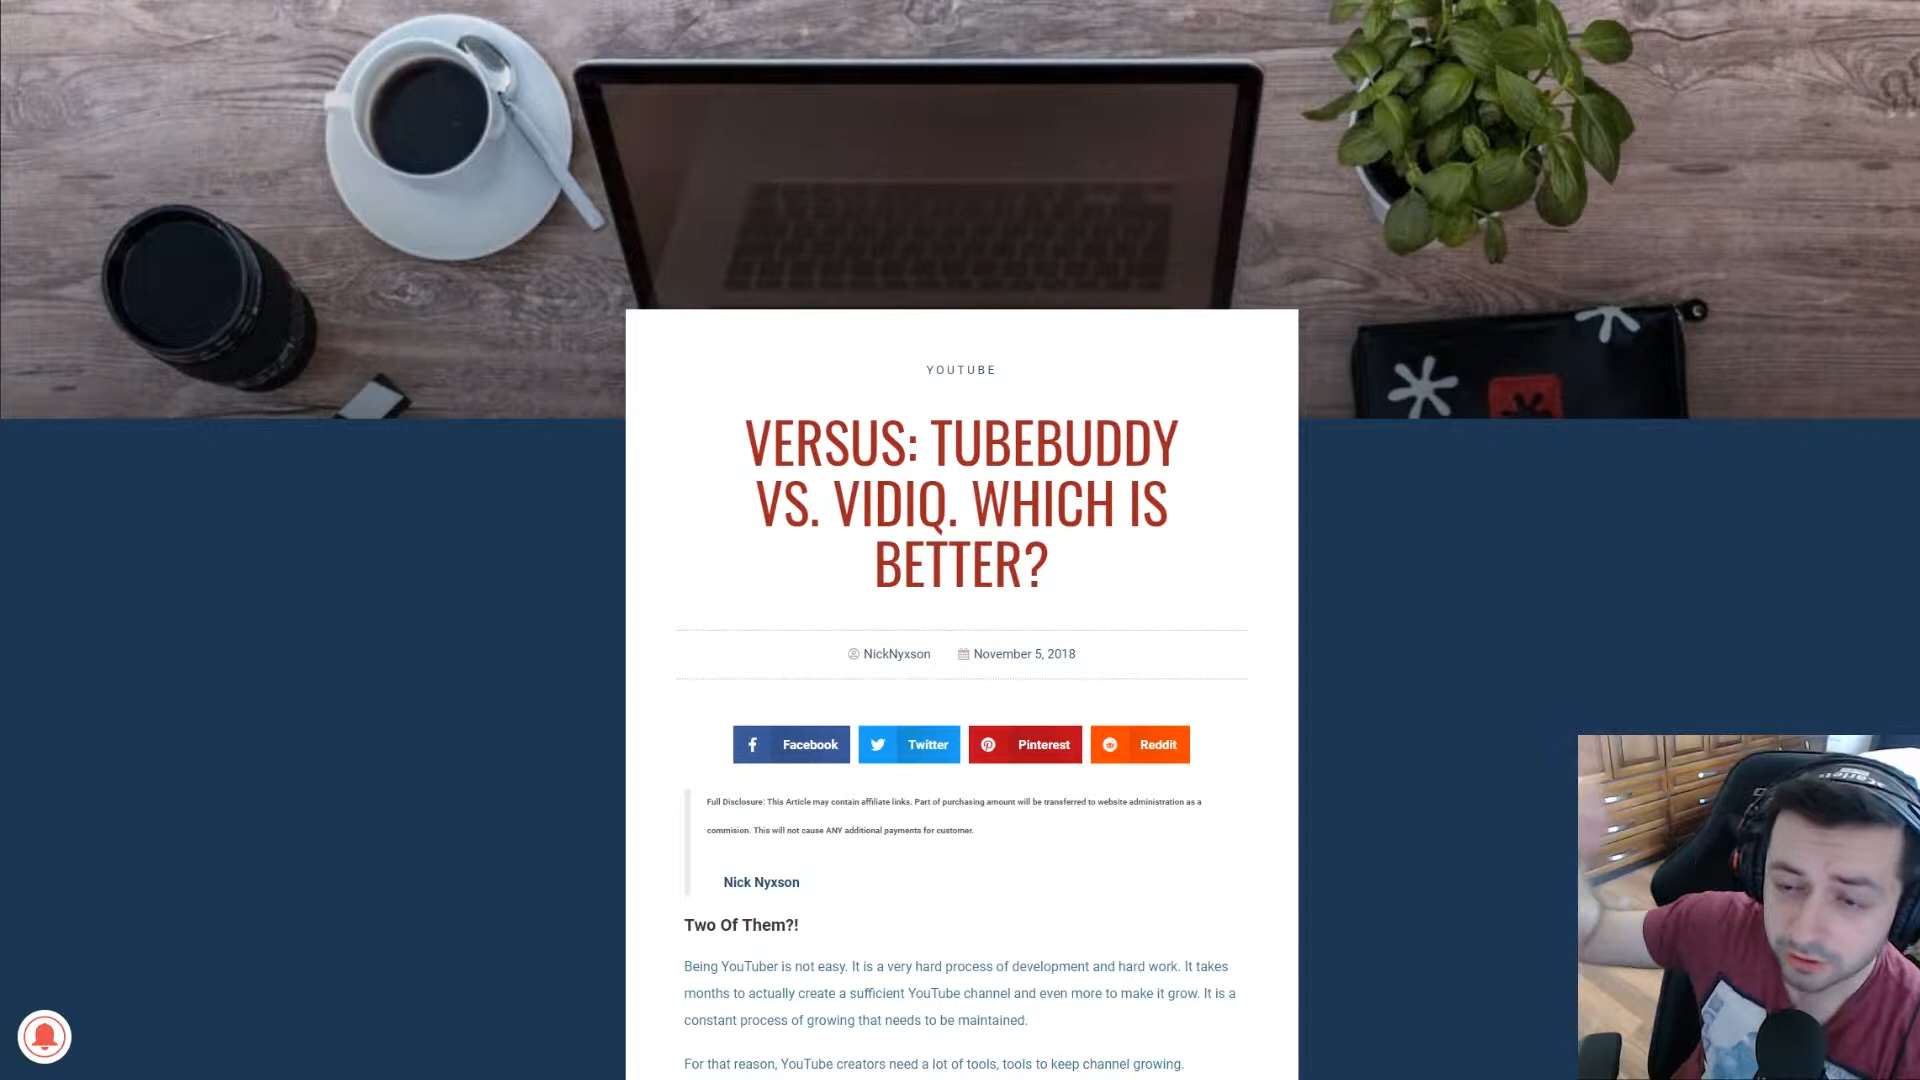 YOUTUBE
VERSUS: TUBEBUDDY
VS. VIDIQ. WHICH IS
BETTER?
NickNyxson November 5, 2018
Facebook Twitter Pinterest Reddit
Full Disclosure: This Article may contain affiliate links. Part of purchasing amount will be transferred to website administration as a
commision. This will not cause ANY additional payments for customer.
Nick Nyxson
Two Of Them?!
Being YouTuber is not easy. It is a very hard process of development and hard work. It takes
months to actually create a sufficient YouTube channel and even more to make it grow. It is a
constant process of growing that needs to be maintained.
For that reason, YouTube creators need a lot of tools, tools to keep channel growing.